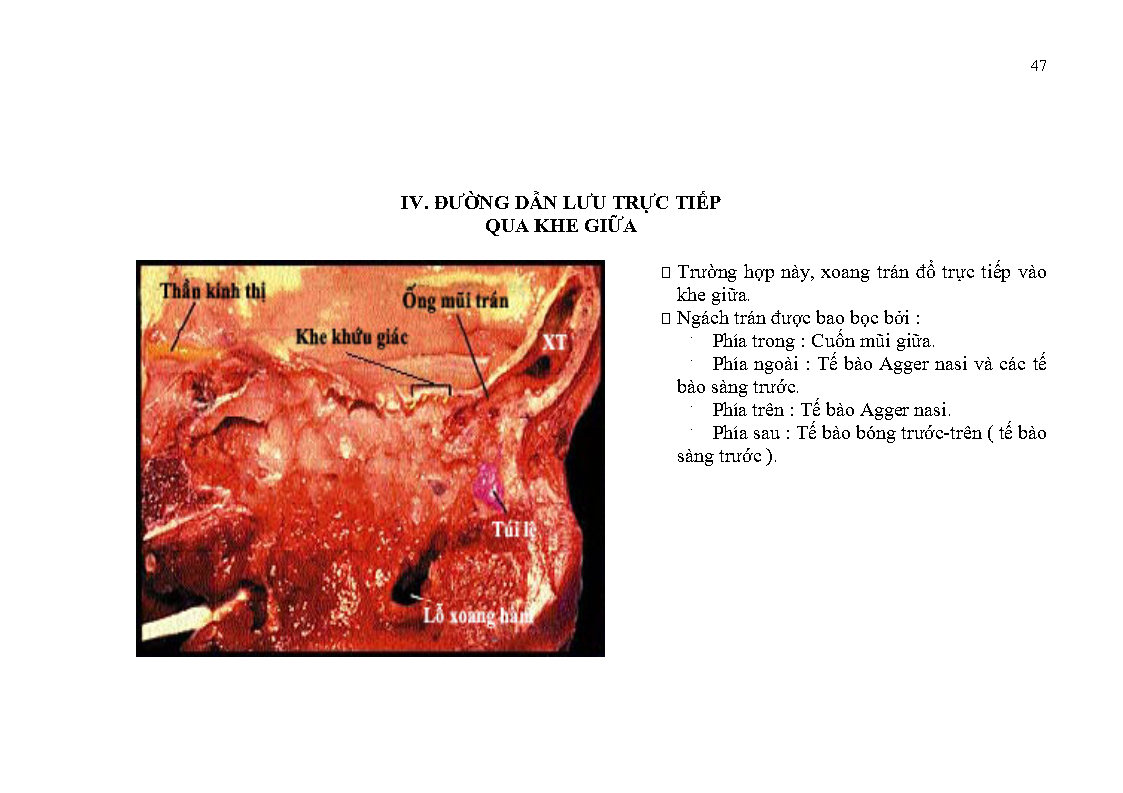 47
IV. ĐƯỜNG DẪN LƯU TRỰC TIẾP
QUA KHE GIỮA
Thần kinh thị
Ống mũi trán
Khe khứu giác
XT
Túi lệ
Lỗ xoang hàm
Trường hợp này, xoang trán đổ trực tiếp vào
khe giữa.
Ngách trán được bao bọc bởi :
Phía trong : Cuốn mũi giữa.
Phía ngoài : Tế bào Agger nasi và các tế
bào sàng trước.
Phía trên : Tế bào Agger nasi.
Phía sau : Tế bào bóng trước-trên ( tế bào
sàng trước ).